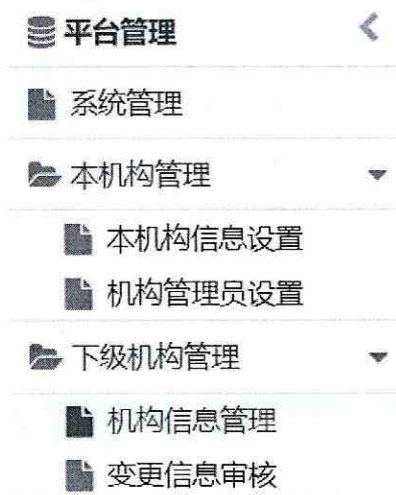 平台管理
系统管理
本机构管理
本机构信息设置
机构管理员设置
下级机构管理
机构信息管理
变更信息审核